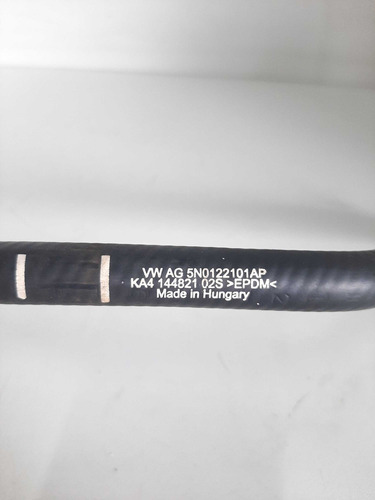 VW AG 5N0122101AP
KA4 144821 02S >EPDM<
Made in Hungary